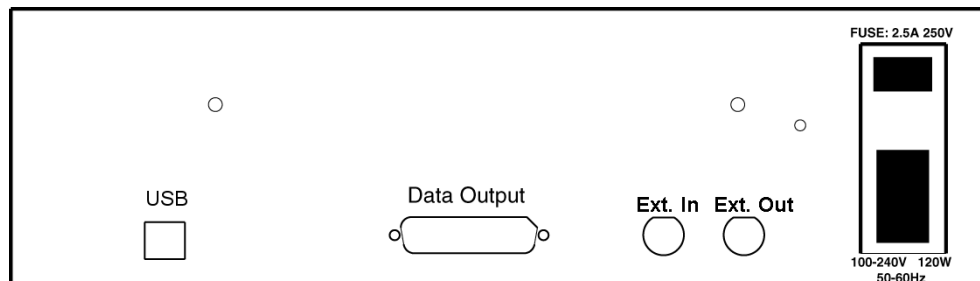 FUSE: 2.5A 250V
USB
Data Output
Ext. In
Ext. Out
100-240V 120W
50-60Hz